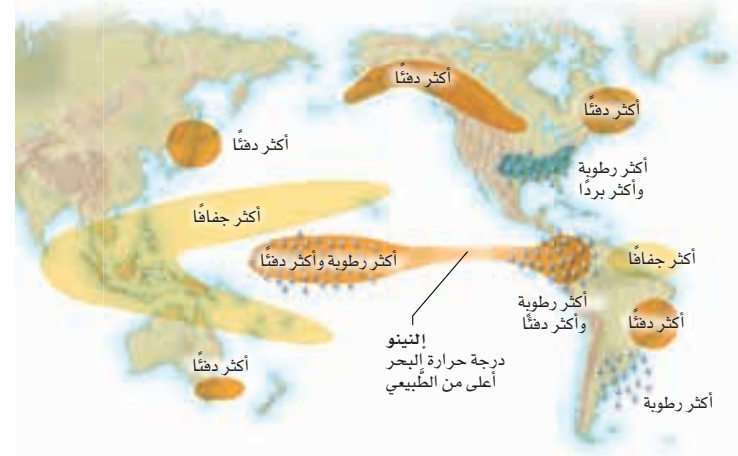 أكثر دفئًا
أكثر دفئًا
أكثر دفئًا
أكثر رطوبة
وأكثر بردًا
أكثر جفافًا
أكثر رطوبة وأكثر دفئًا
أكثر جفافًا
أكثر رطوبة
وأكثر دفئًا
أكثر دفئًا
إلنينو
درجة حرارة البحر
أعلى من الطَّبيعي
أكثر دفئًا
أكثر رطوبة